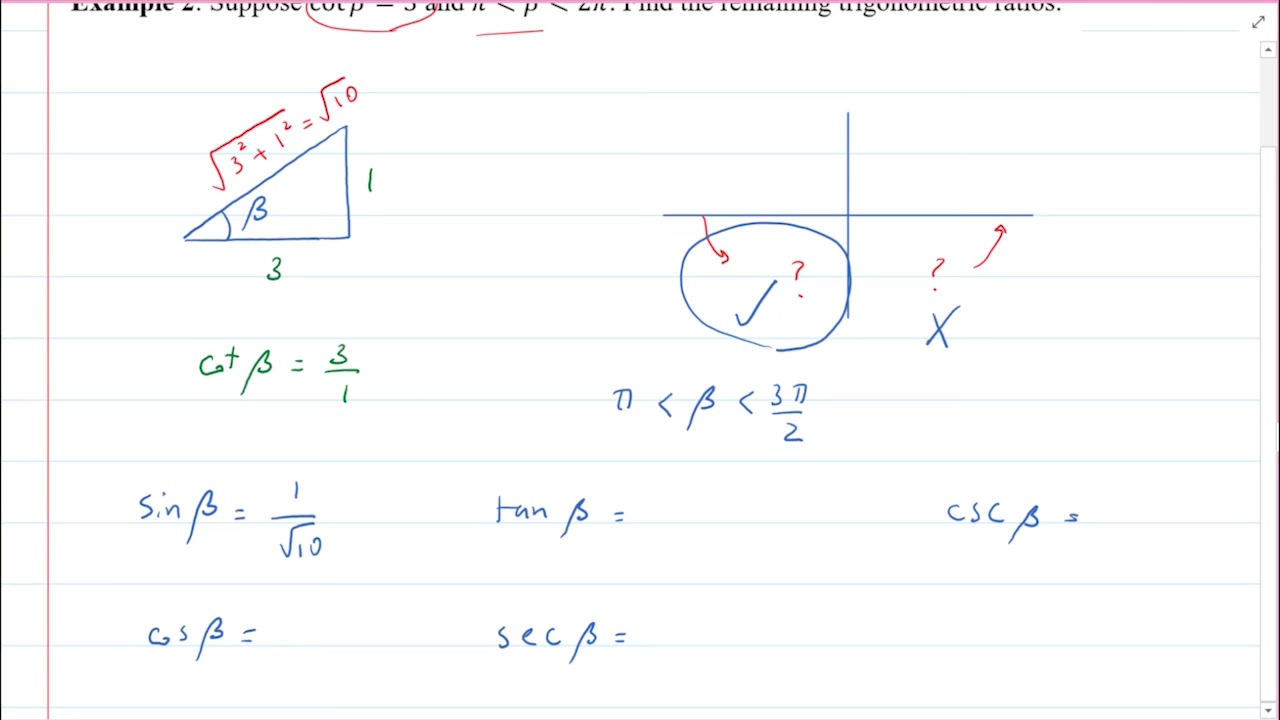 Example 2: Suppose cot β = 3 and π < β < 2π. Find the remaining trigonometric ratios.
√(3² + 1²) = √10
β
1
3
? ?
✓ X
cot β = 3/1
π < β < 3π/2
sin β = 1/√10 tan β = csc β =
cos β = sec β =